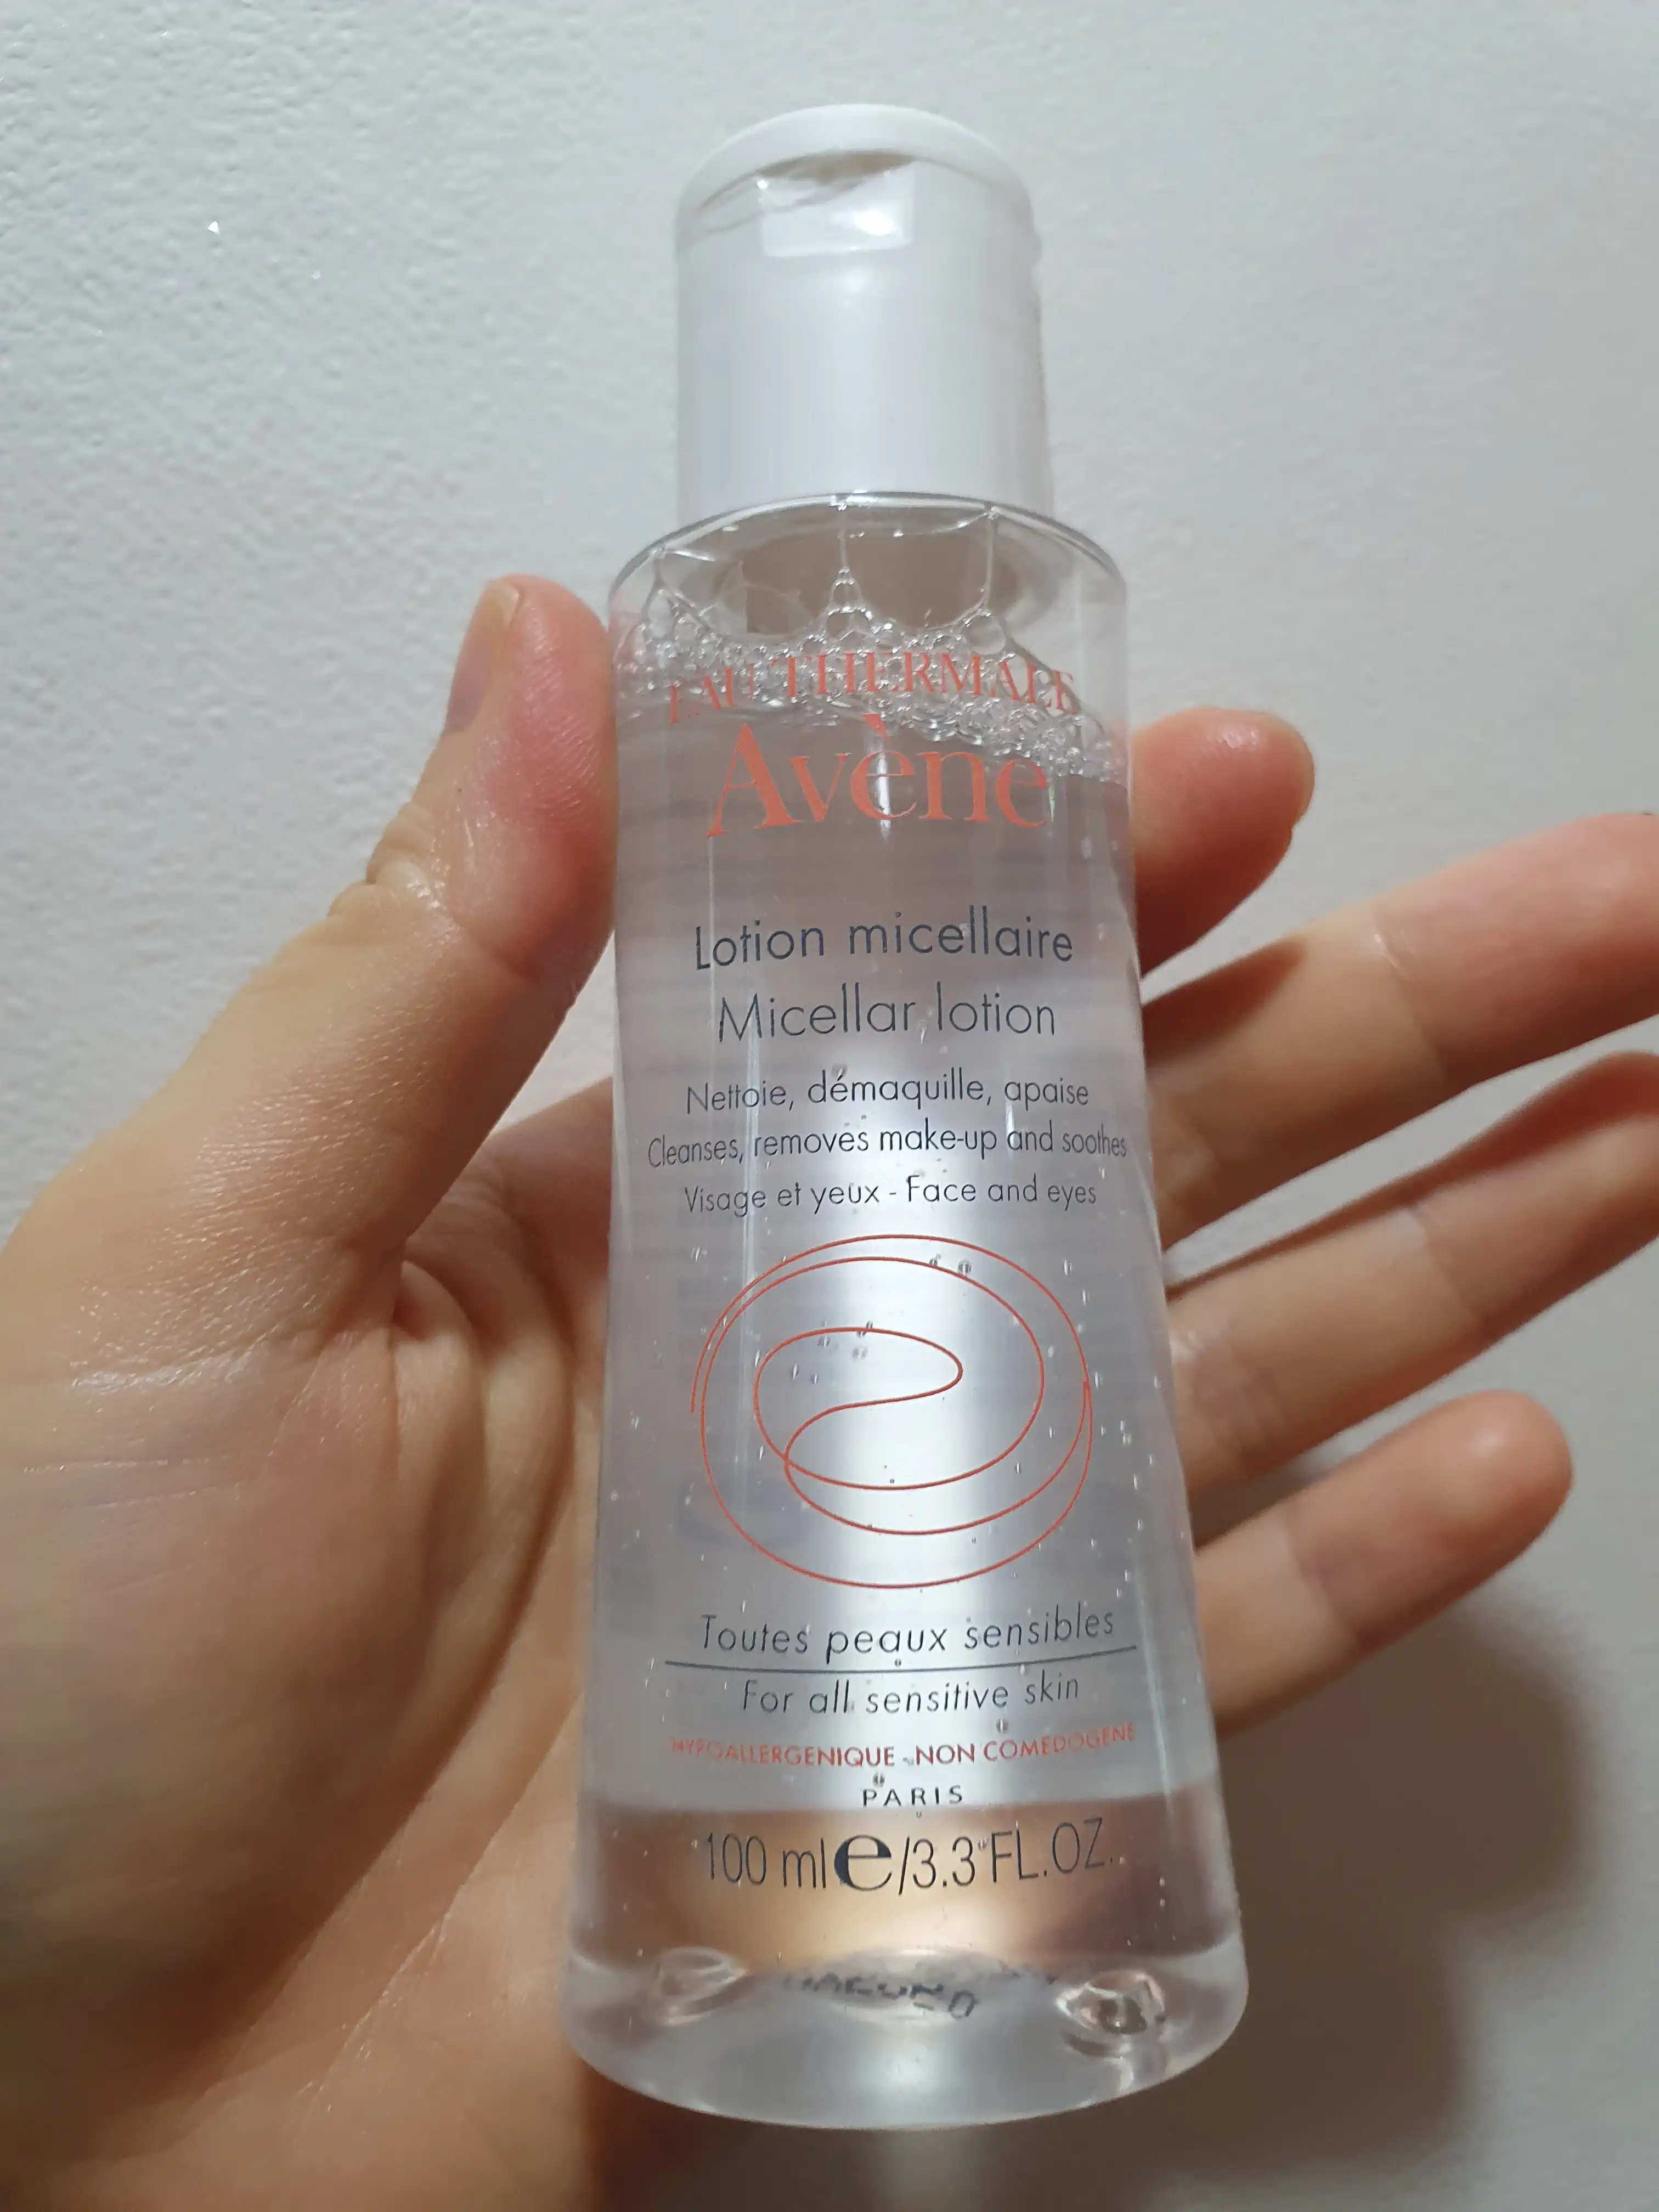 EAU THERMALE
Avène
Lotion micellaire
Micellar lotion
Nettoie, démaquille, apaise
Cleanses, removes make-up and soothes
Visage et yeux - Face and eyes
Toutes peaux sensibles
For all sensitive skin
HYPOALLERGENIQUE - NON COMEDOGENE
PARIS
100 ml e/3.3 FL.OZ.